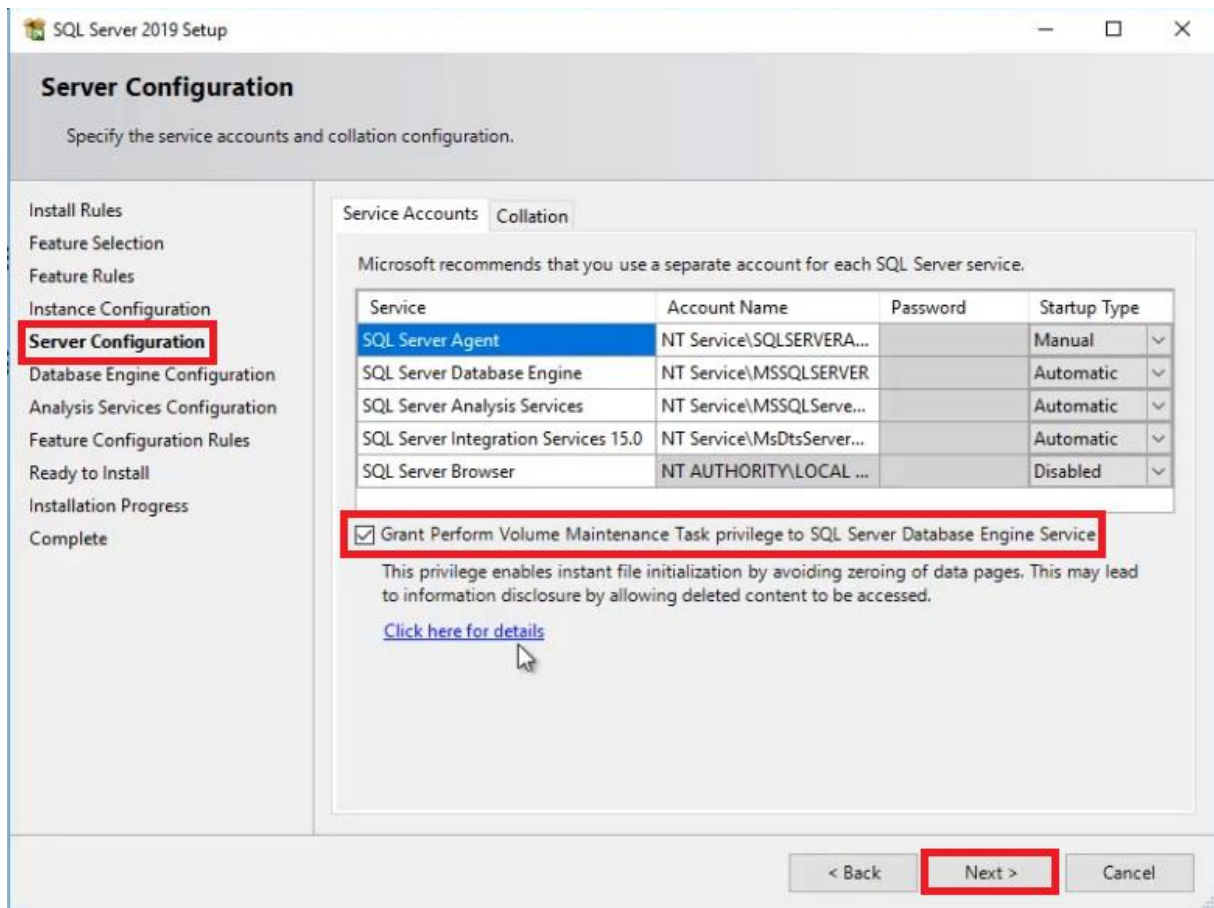 SQL Server 2019 Setup
Server Configuration
Specify the service accounts and collation configuration.
Install Rules
Feature Selection
Feature Rules
Instance Configuration
Server Configuration
Database Engine Configuration
Analysis Services Configuration
Feature Configuration Rules
Ready to Install
Installation Progress
Complete
Service Accounts Collation
Microsoft recommends that you use a separate account for each SQL Server service.
Service Account Name Password Startup Type
SQL Server Agent NT Service\SQLSERVERA... Manual
SQL Server Database Engine NT Service\MSSQLSERVER Automatic
SQL Server Analysis Services NT Service\MSSQLServe... Automatic
SQL Server Integration Services 15.0 NT Service\MsDtsServer... Automatic
SQL Server Browser NT AUTHORITY\LOCAL ... Disabled
Grant Perform Volume Maintenance Task privilege to SQL Server Database Engine Service
This privilege enables instant file initialization by avoiding zeroing of data pages. This may lead
to information disclosure by allowing deleted content to be accessed.
Click here for details
< Back Next > Cancel